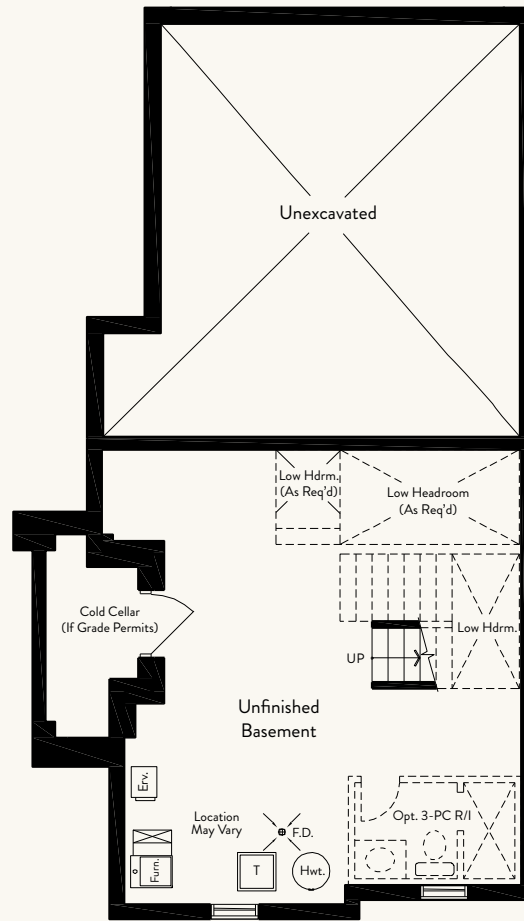 Unexcavated
Low Hdrm.
(As Req'd)
Low Headroom
(As Req'd)
Cold Cellar
(If Grade Permits)
Low Hdrm.
UP
Unfinished
Basement
Erv.
Location
May Vary
F.D.
Opt. 3-PC R/I
Furn.
T
Hwt.